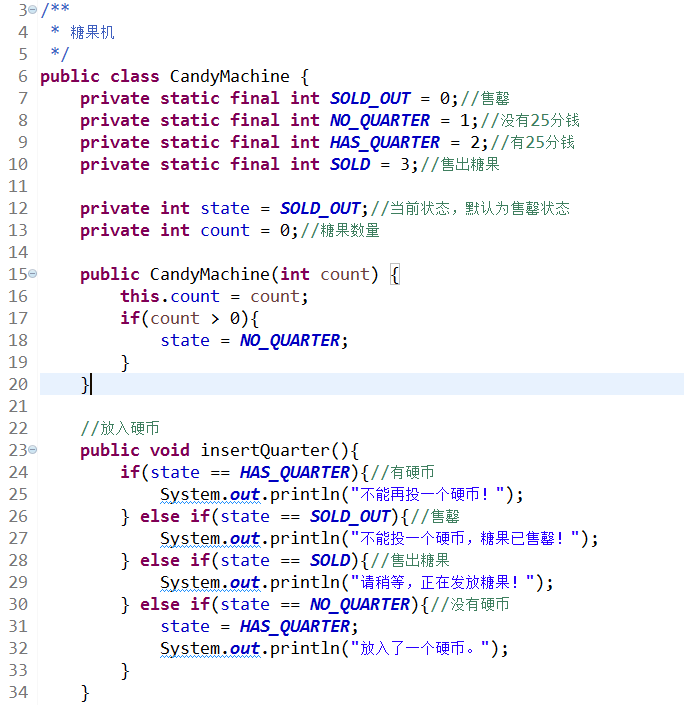 3 /**
4  * 糖果机
5  */
6 public class CandyMachine {
7     private static final int SOLD_OUT = 0;//售罄
8     private static final int NO_QUARTER = 1;//没有25分钱
9     private static final int HAS_QUARTER = 2;//有25分钱
10     private static final int SOLD = 3;//售出糖果
11
12     private int state = SOLD_OUT;//当前状态，默认为售罄状态
13     private int count = 0;//糖果数量
14
15     public CandyMachine(int count) {
16         this.count = count;
17         if(count > 0){
18             state = NO_QUARTER;
19         }
20     }
21
22     //放入硬币
23     public void insertQuarter(){
24         if(state == HAS_QUARTER){//有硬币
25             System.out.println("不能再投一个硬币！");
26         } else if(state == SOLD_OUT){//售罄
27             System.out.println("不能投一个硬币，糖果已售罄！");
28         } else if(state == SOLD){//售出糖果
29             System.out.println("请稍等，正在发放糖果！");
30         } else if(state == NO_QUARTER){//没有硬币
31             state = HAS_QUARTER;
32             System.out.println("放入了一个硬币。");
33         }
34     }